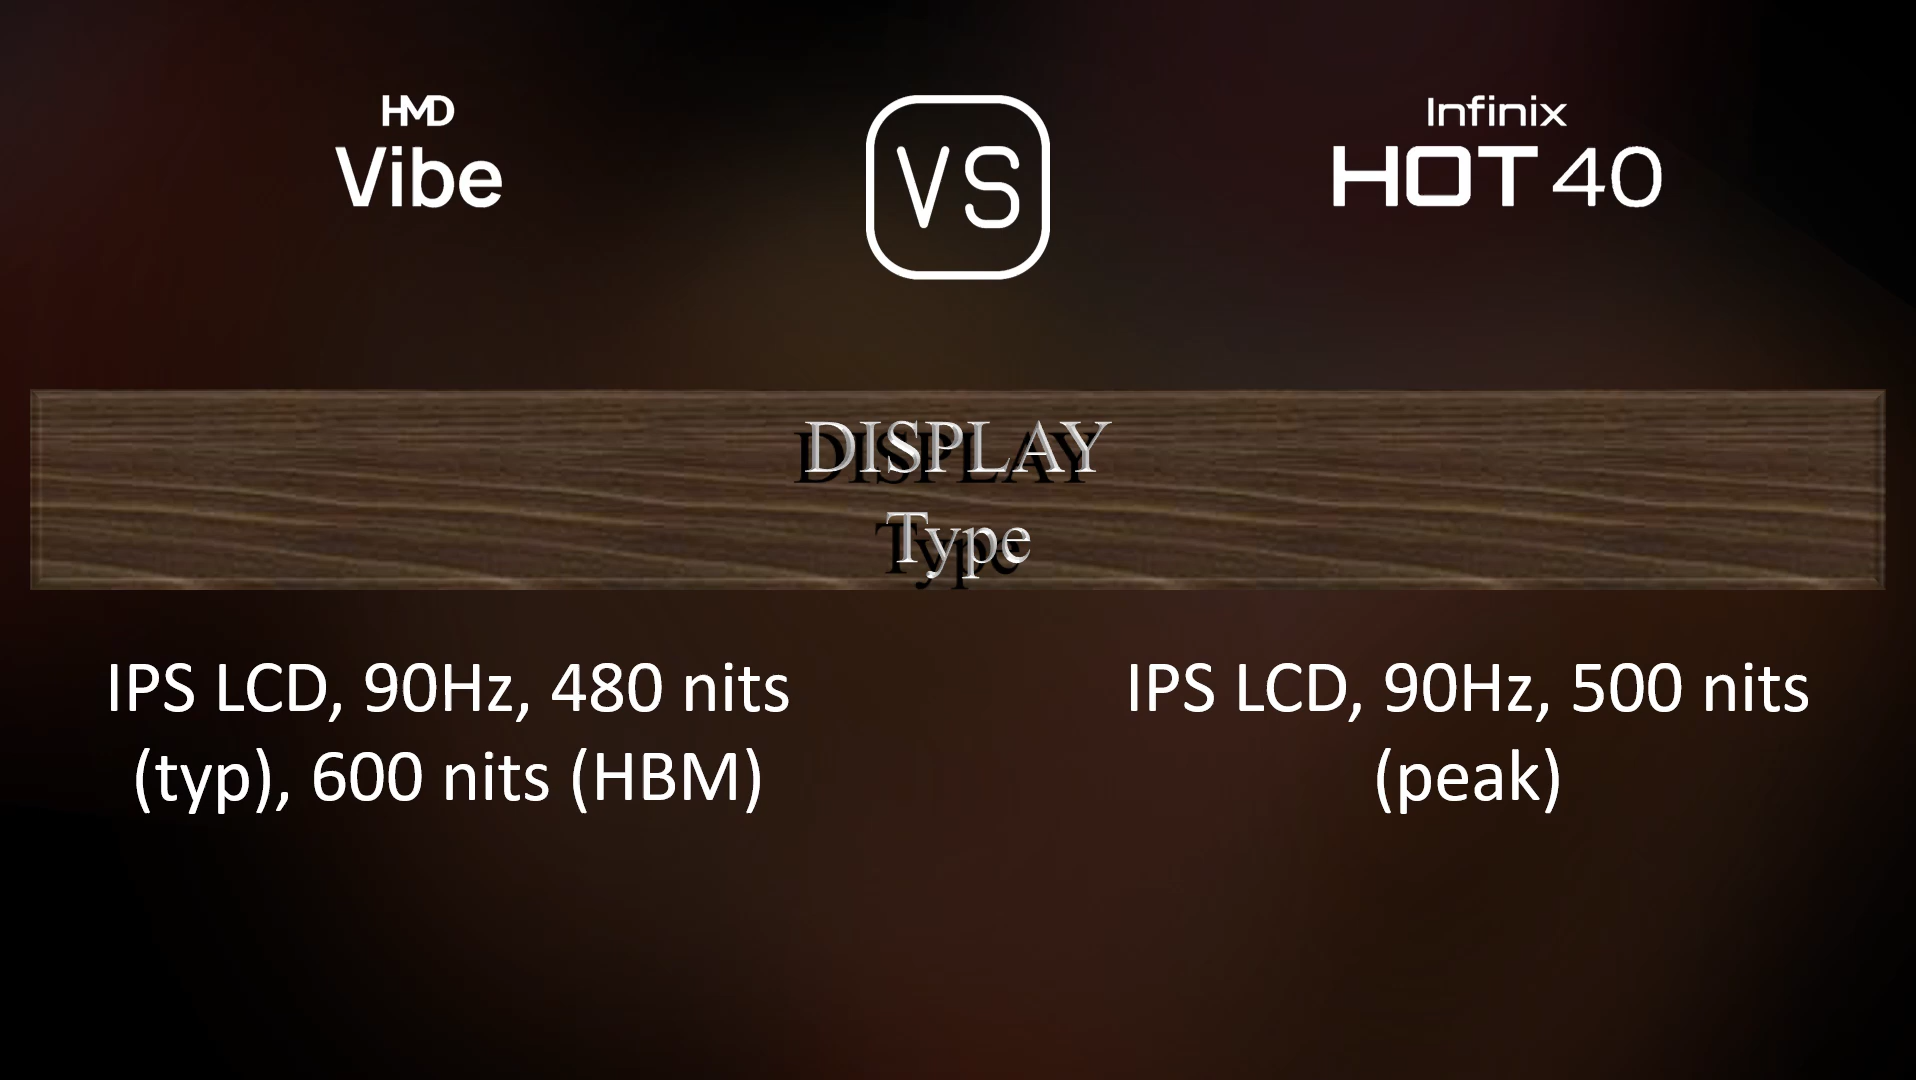 HMD
Vibe
VS
Infinix
HOT 40
DISPLAY
Type
IPS LCD, 90Hz, 480 nits
(typ), 600 nits (HBM)
IPS LCD, 90Hz, 500 nits
(peak)